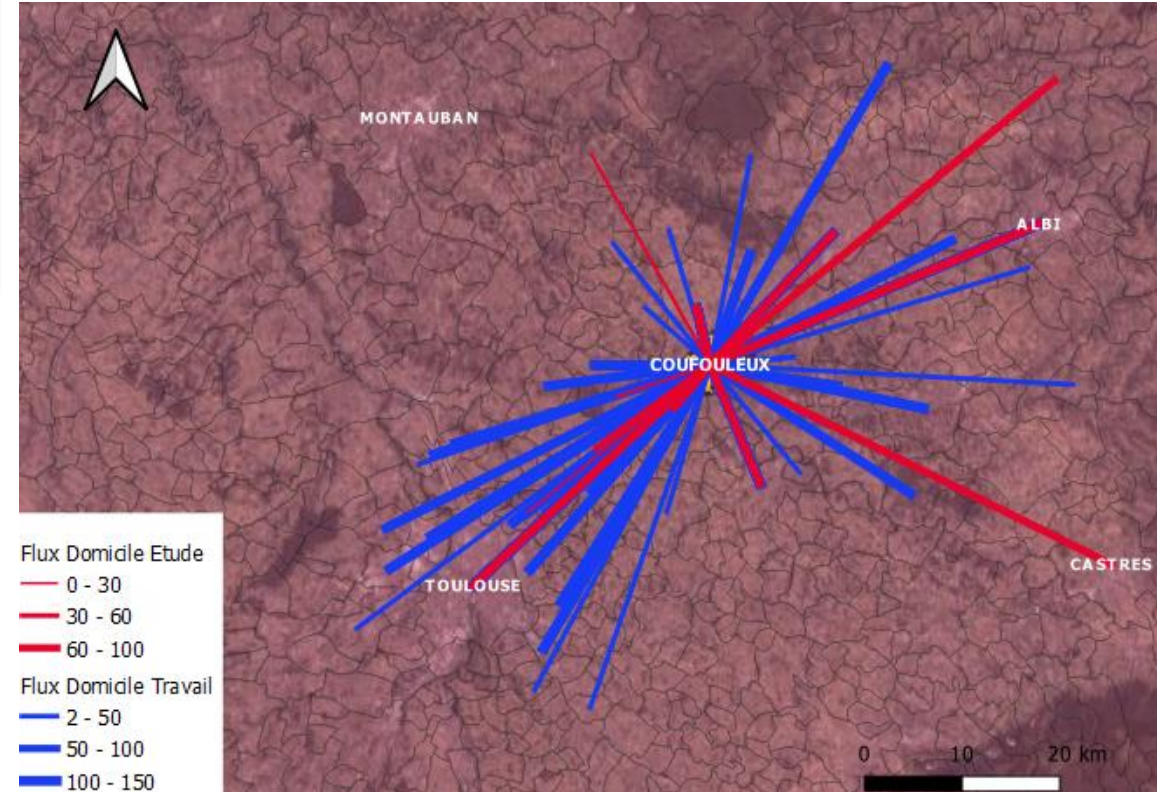 MONTAUBAN
ALBI
COUFOULEUX
TOULOUSE
CASTRES
Flux Domicile Etude
0 - 30
30 - 60
60 - 100
Flux Domicile Travail
2 - 50
50 - 100
100 - 150
0 10 20 km